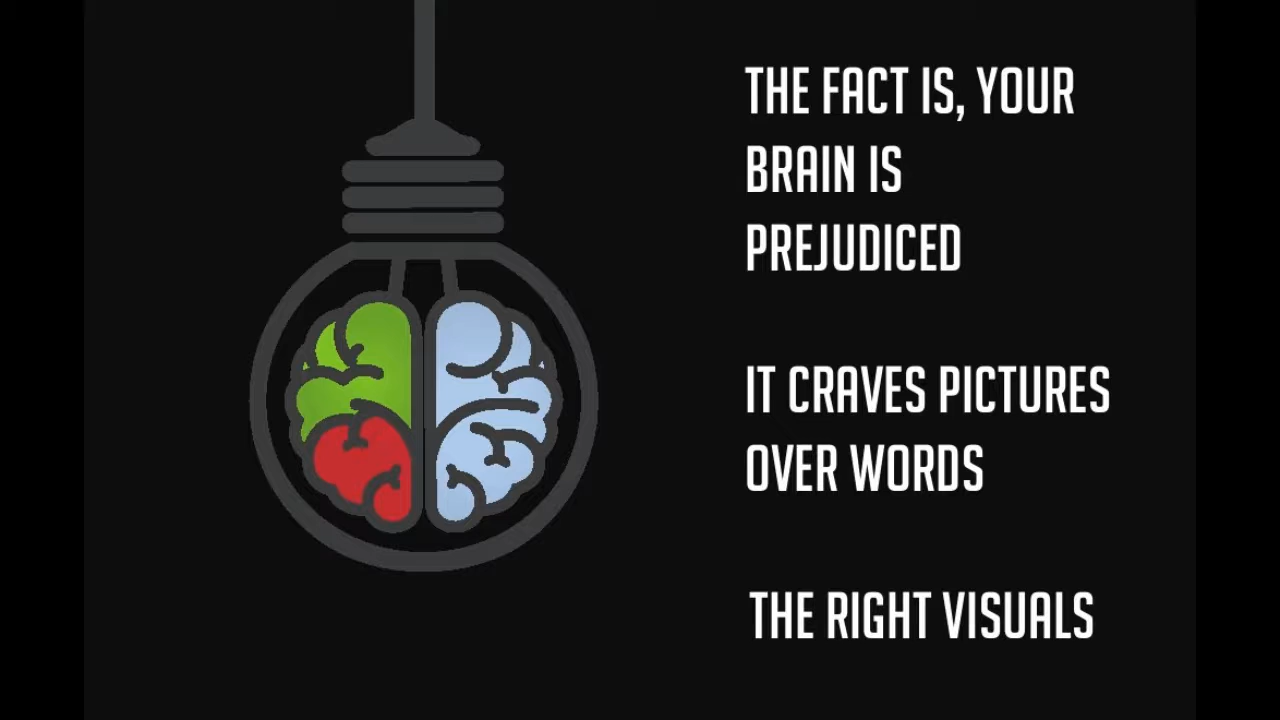 THE FACT IS, YOUR
BRAIN IS
PREJUDICED
IT CRAVES PICTURES
OVER WORDS
THE RIGHT VISUALS